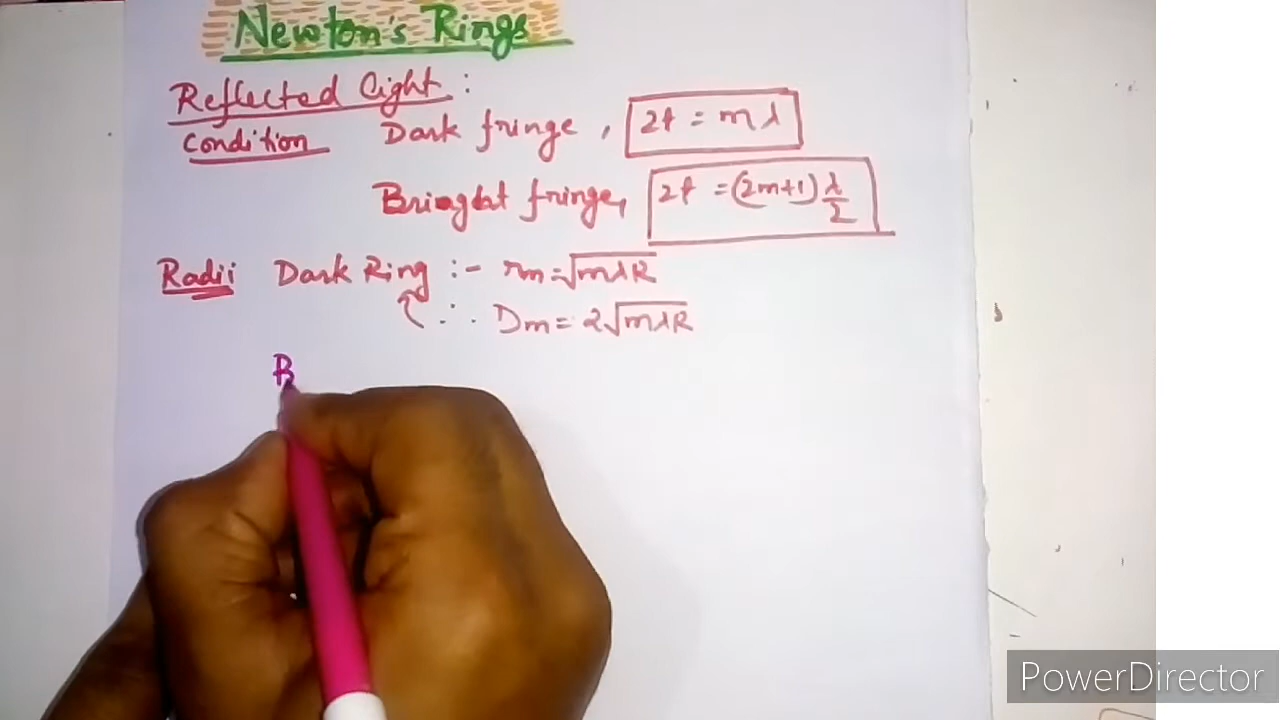 Newton's Rings
Reflected Light :
Condition Dark fringe , 2t = mλ
Bright fringe, 2t = (2m+1) λ/2
Radii Dark Ring :- rm = √mλR
∴ Dm = 2√mλR
B
PowerDirector